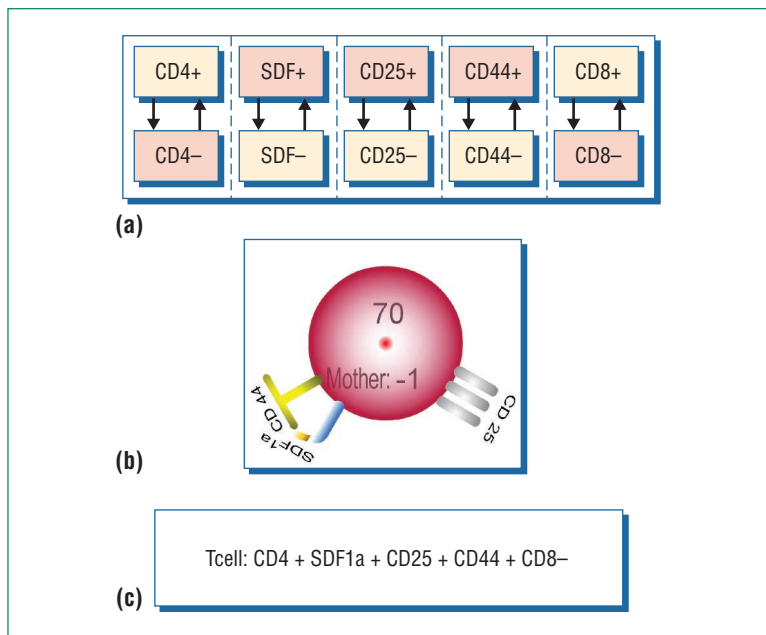 CD4+ SDF+ CD25+ CD44+ CD8+
CD4– SDF– CD25– CD44– CD8–
(a)
70
Mother: -1
CD 44
SDF1a
CD 25
(b)
Tcell: CD4 + SDF1a + CD25 + CD44 + CD8–
(c)